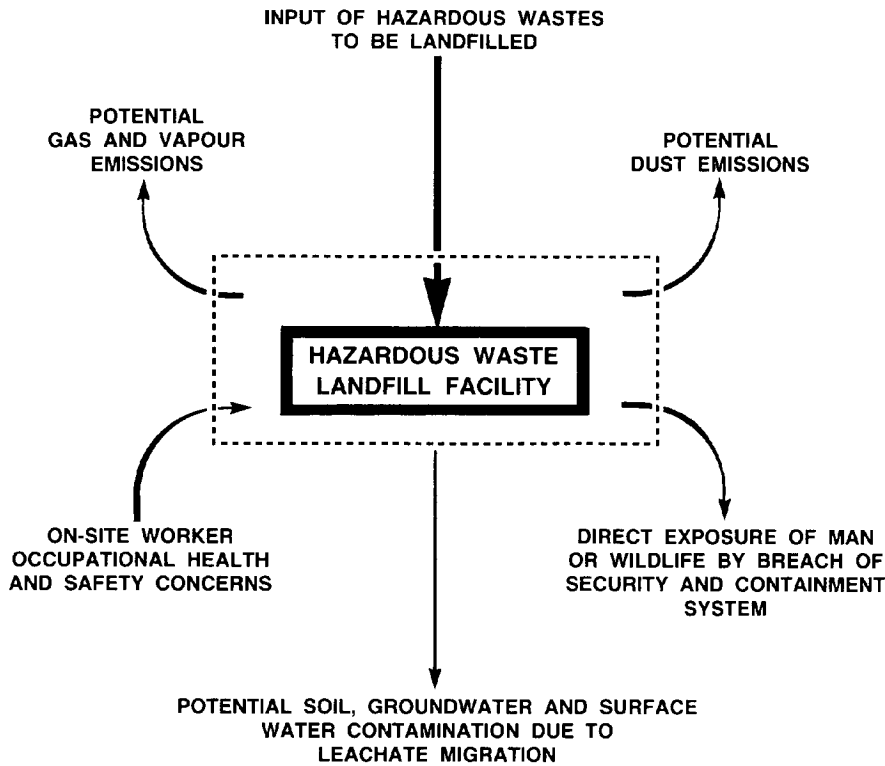 INPUT OF HAZARDOUS WASTES
TO BE LANDFILLED
POTENTIAL
GAS AND VAPOUR
EMISSIONS
POTENTIAL
DUST EMISSIONS
HAZARDOUS WASTE
LANDFILL FACILITY
ON-SITE WORKER
OCCUPATIONAL HEALTH
AND SAFETY CONCERNS
DIRECT EXPOSURE OF MAN
OR WILDLIFE BY BREACH OF
SECURITY AND CONTAINMENT
SYSTEM
POTENTIAL SOIL, GROUNDWATER AND SURFACE
WATER CONTAMINATION DUE TO
LEACHATE MIGRATION